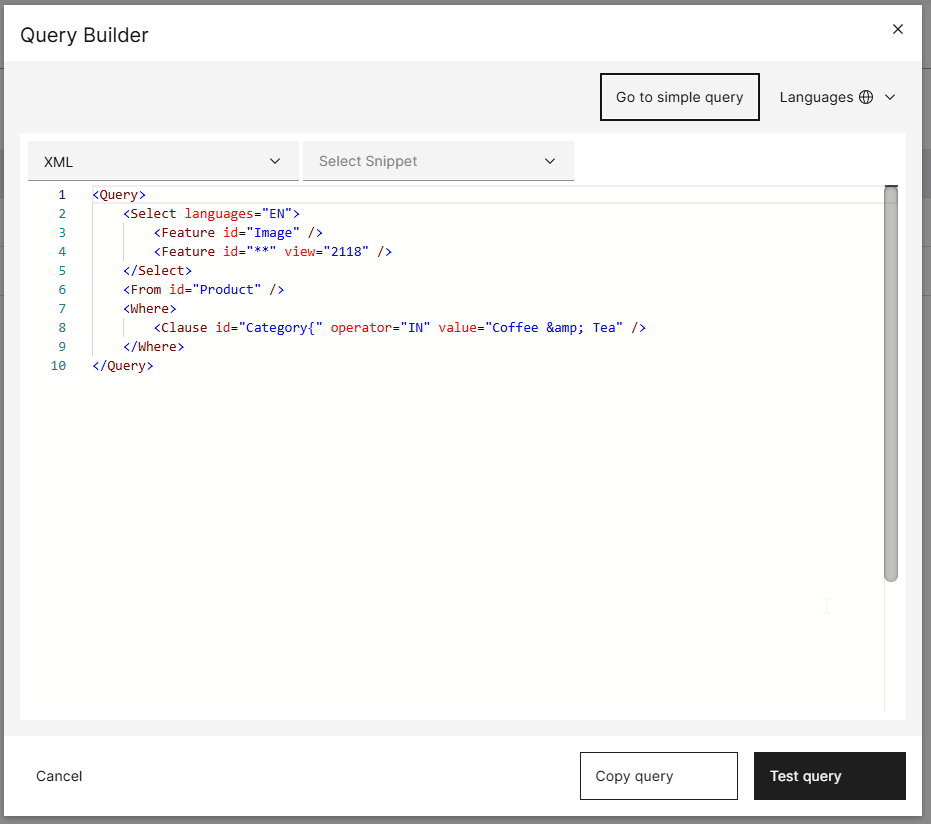 Query Builder
Go to simple query
Languages
XML
Select Snippet
1 <Query>
2 <Select languages="EN">
3 <Feature id="Image" />
4 <Feature id="**" view="2118" />
5 </Select>
6 <From id="Product" />
7 <Where>
8 <Clause id="Category{" operator="IN" value="Coffee &amp; Tea" />
9 </Where>
10 </Query>
Cancel
Copy query
Test query